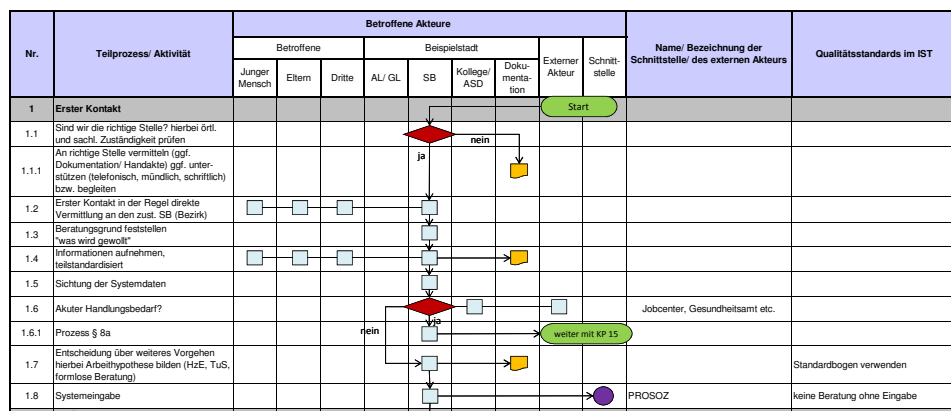 Betroffene Akteure
Nr.
Teilprozess/ Aktivität
Betroffene
Beispielstadt
Externer
Akteur
Schnitt-
stelle
Name/ Bezeichnung der
Schnittstelle/ des externen Akteurs
Qualitätsstandards im IST
Junger
Mensch
Eltern
Dritte
AL/ GL
SB
Kollege/
ASD
Doku-
menta-
tion
1
Erster Kontakt
Start
1.1
Sind wir die richtige Stelle? hierbei örtl.
und sachl. Zuständigkeit prüfen
nein
ja
1.1.1
An richtige Stelle vermitteln (ggf.
Dokumentation/ Handakte) ggf. unter-
stützen (telefonisch, mündlich, schriftlich)
bzw. begleiten
1.2
Erster Kontakt in der Regel direkte
Vermittlung an den zust. SB (Bezirk)
1.3
Beratungsgrund feststellen
"was wird gewollt"
1.4
Informationen aufnehmen,
teilstandardisiert
1.5
Sichtung der Systemdaten
1.6
Akuter Handlungsbedarf?
Jobcenter, Gesundheitsamt etc.
ja
1.6.1
Prozess § 8a
nein
weiter mit KP 15
1.7
Entscheidung über weiteres Vorgehen
hierbei Arbeithypothese bilden (HzE, TuS,
formlose Beratung)
Standardbogen verwenden
1.8
Systemeingabe
PROSOZ
keine Beratung ohne Eingabe